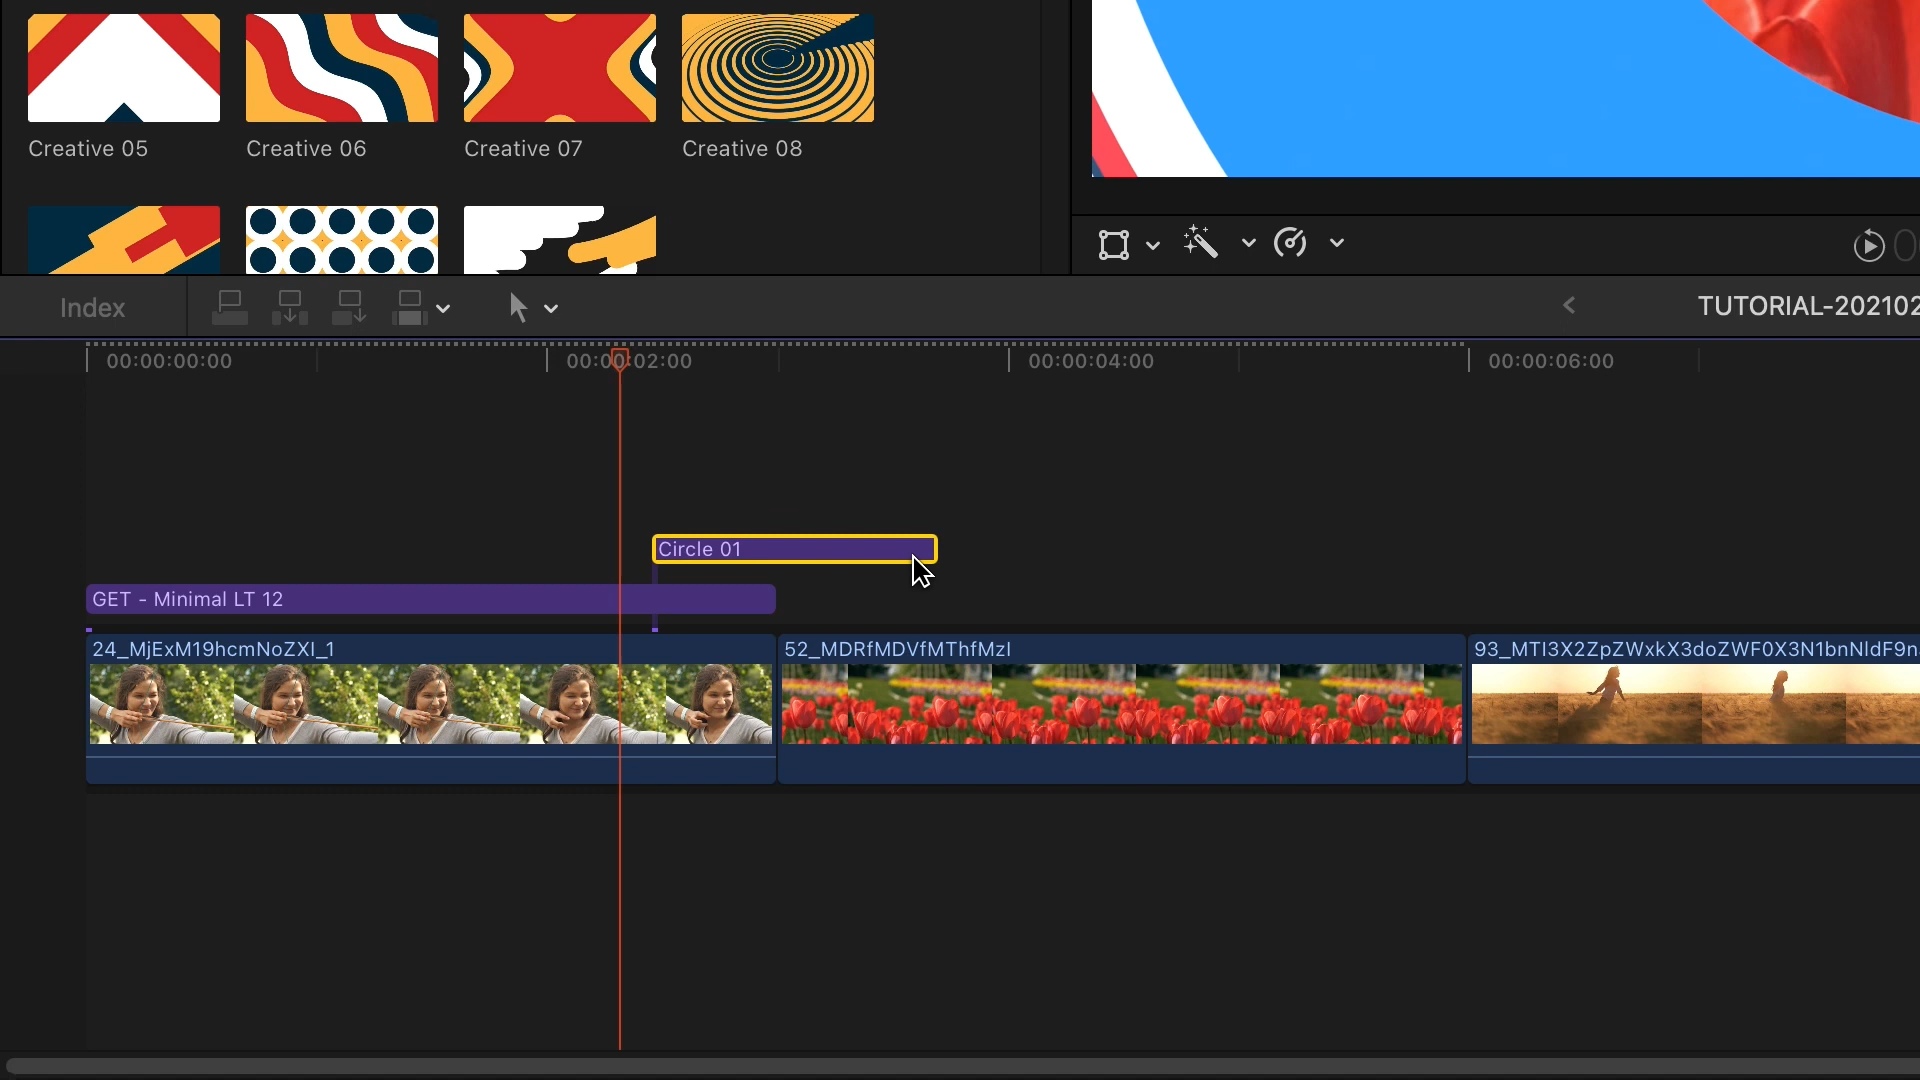 Creative 05
Creative 06
Creative 07
Creative 08
Index
TUTORIAL-202102
00:00:00:00
00:00:02:00
00:00:04:00
00:00:06:00
Circle 01
GET - Minimal LT 12
24_MjExM19hcmNoZXI_1
52_MDRfMDVfMThfMzI
93_MTI3X2ZpZWxkX3doZWF0X3N1bnNldF9n